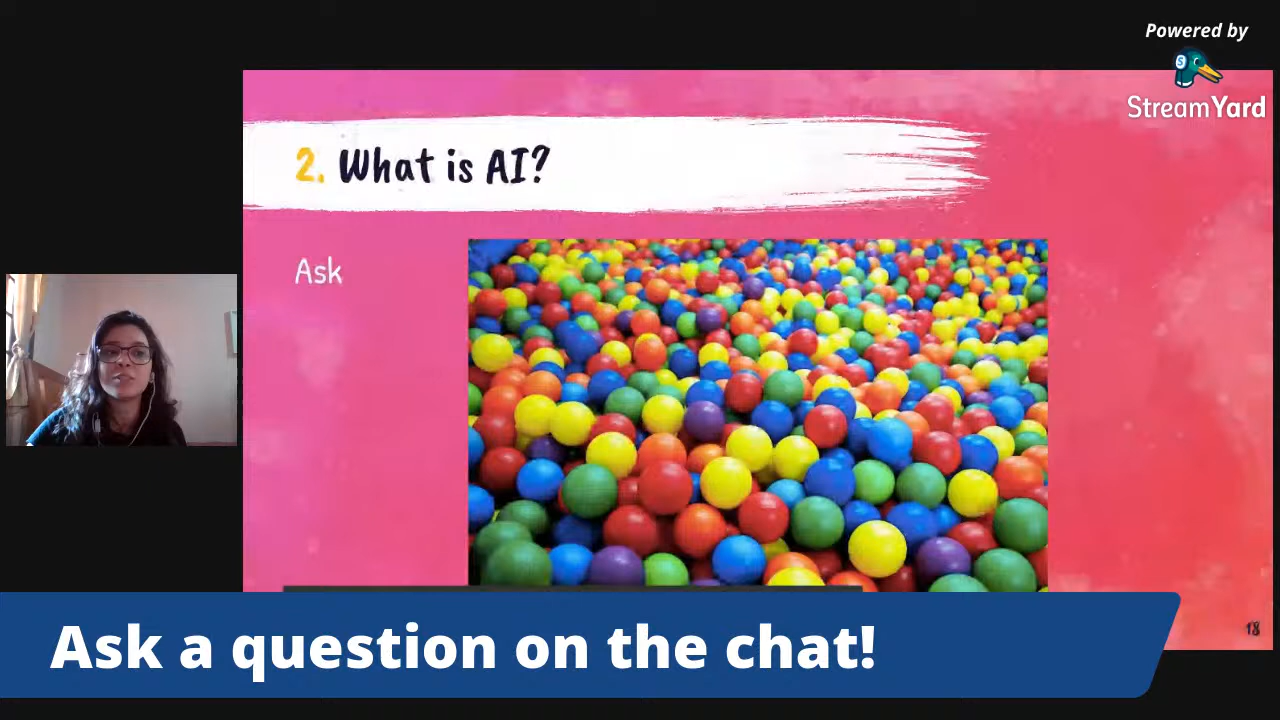 Powered by
StreamYard
2. What is AI?
Ask
18
Ask a question on the chat!